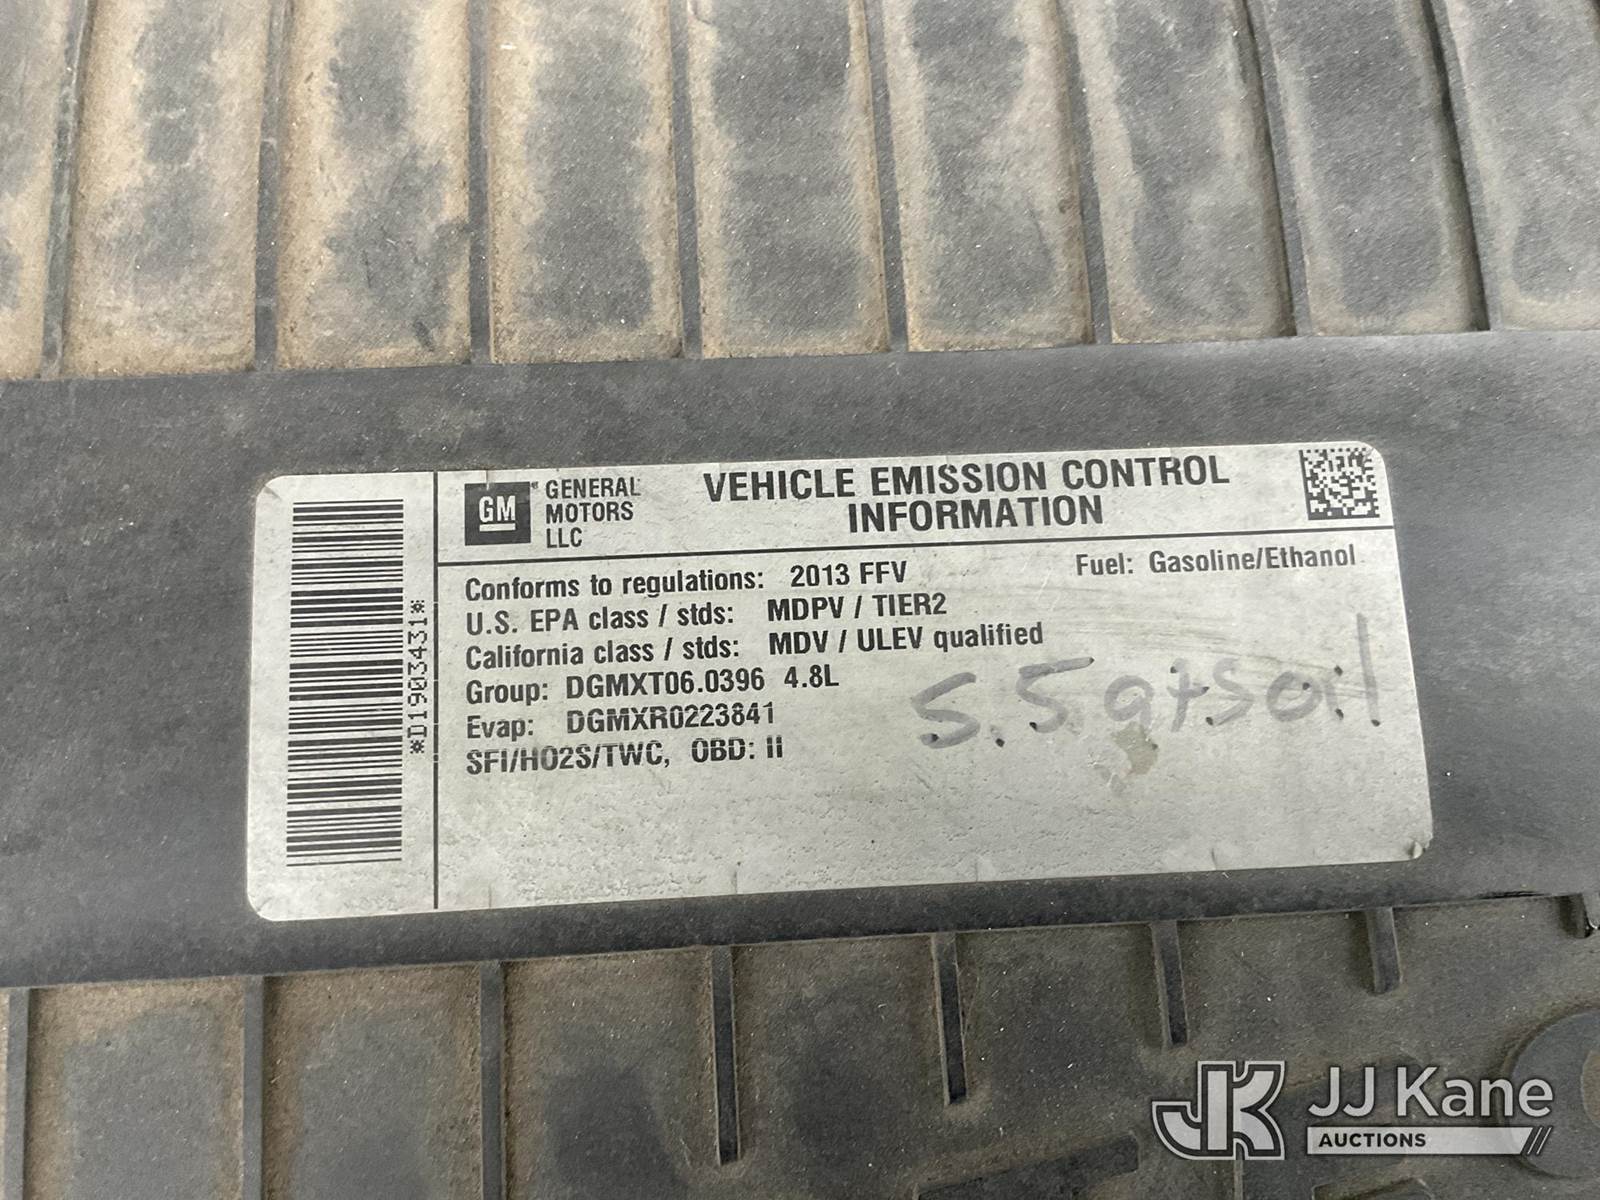 GM
GENERAL
MOTORS
LLC
VEHICLE EMISSION CONTROL
INFORMATION
Conforms to regulations: 2013 FFV
Fuel: Gasoline/Ethanol
U.S. EPA class / stds: MDPV / TIER2
California class / stds: MDV / ULEV qualified
Group: DGMXT06.0396 4.8L
Evap: DGMXR0223841
SFI/HO2S/TWC, OBD: II
*D19034431*
5.5 qts oil
JK
JJ Kane
AUCTIONS